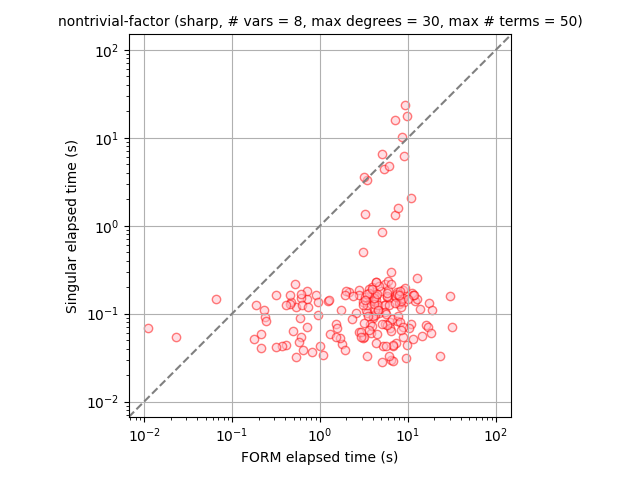 nontrivial-factor (sharp, # vars = 8, max degrees = 30, max # terms = 50)
Singular elapsed time (s)
10²
10¹
10⁰
10⁻¹
10⁻²
10⁻² 10⁻¹ 10⁰ 10¹ 10²
FORM elapsed time (s)